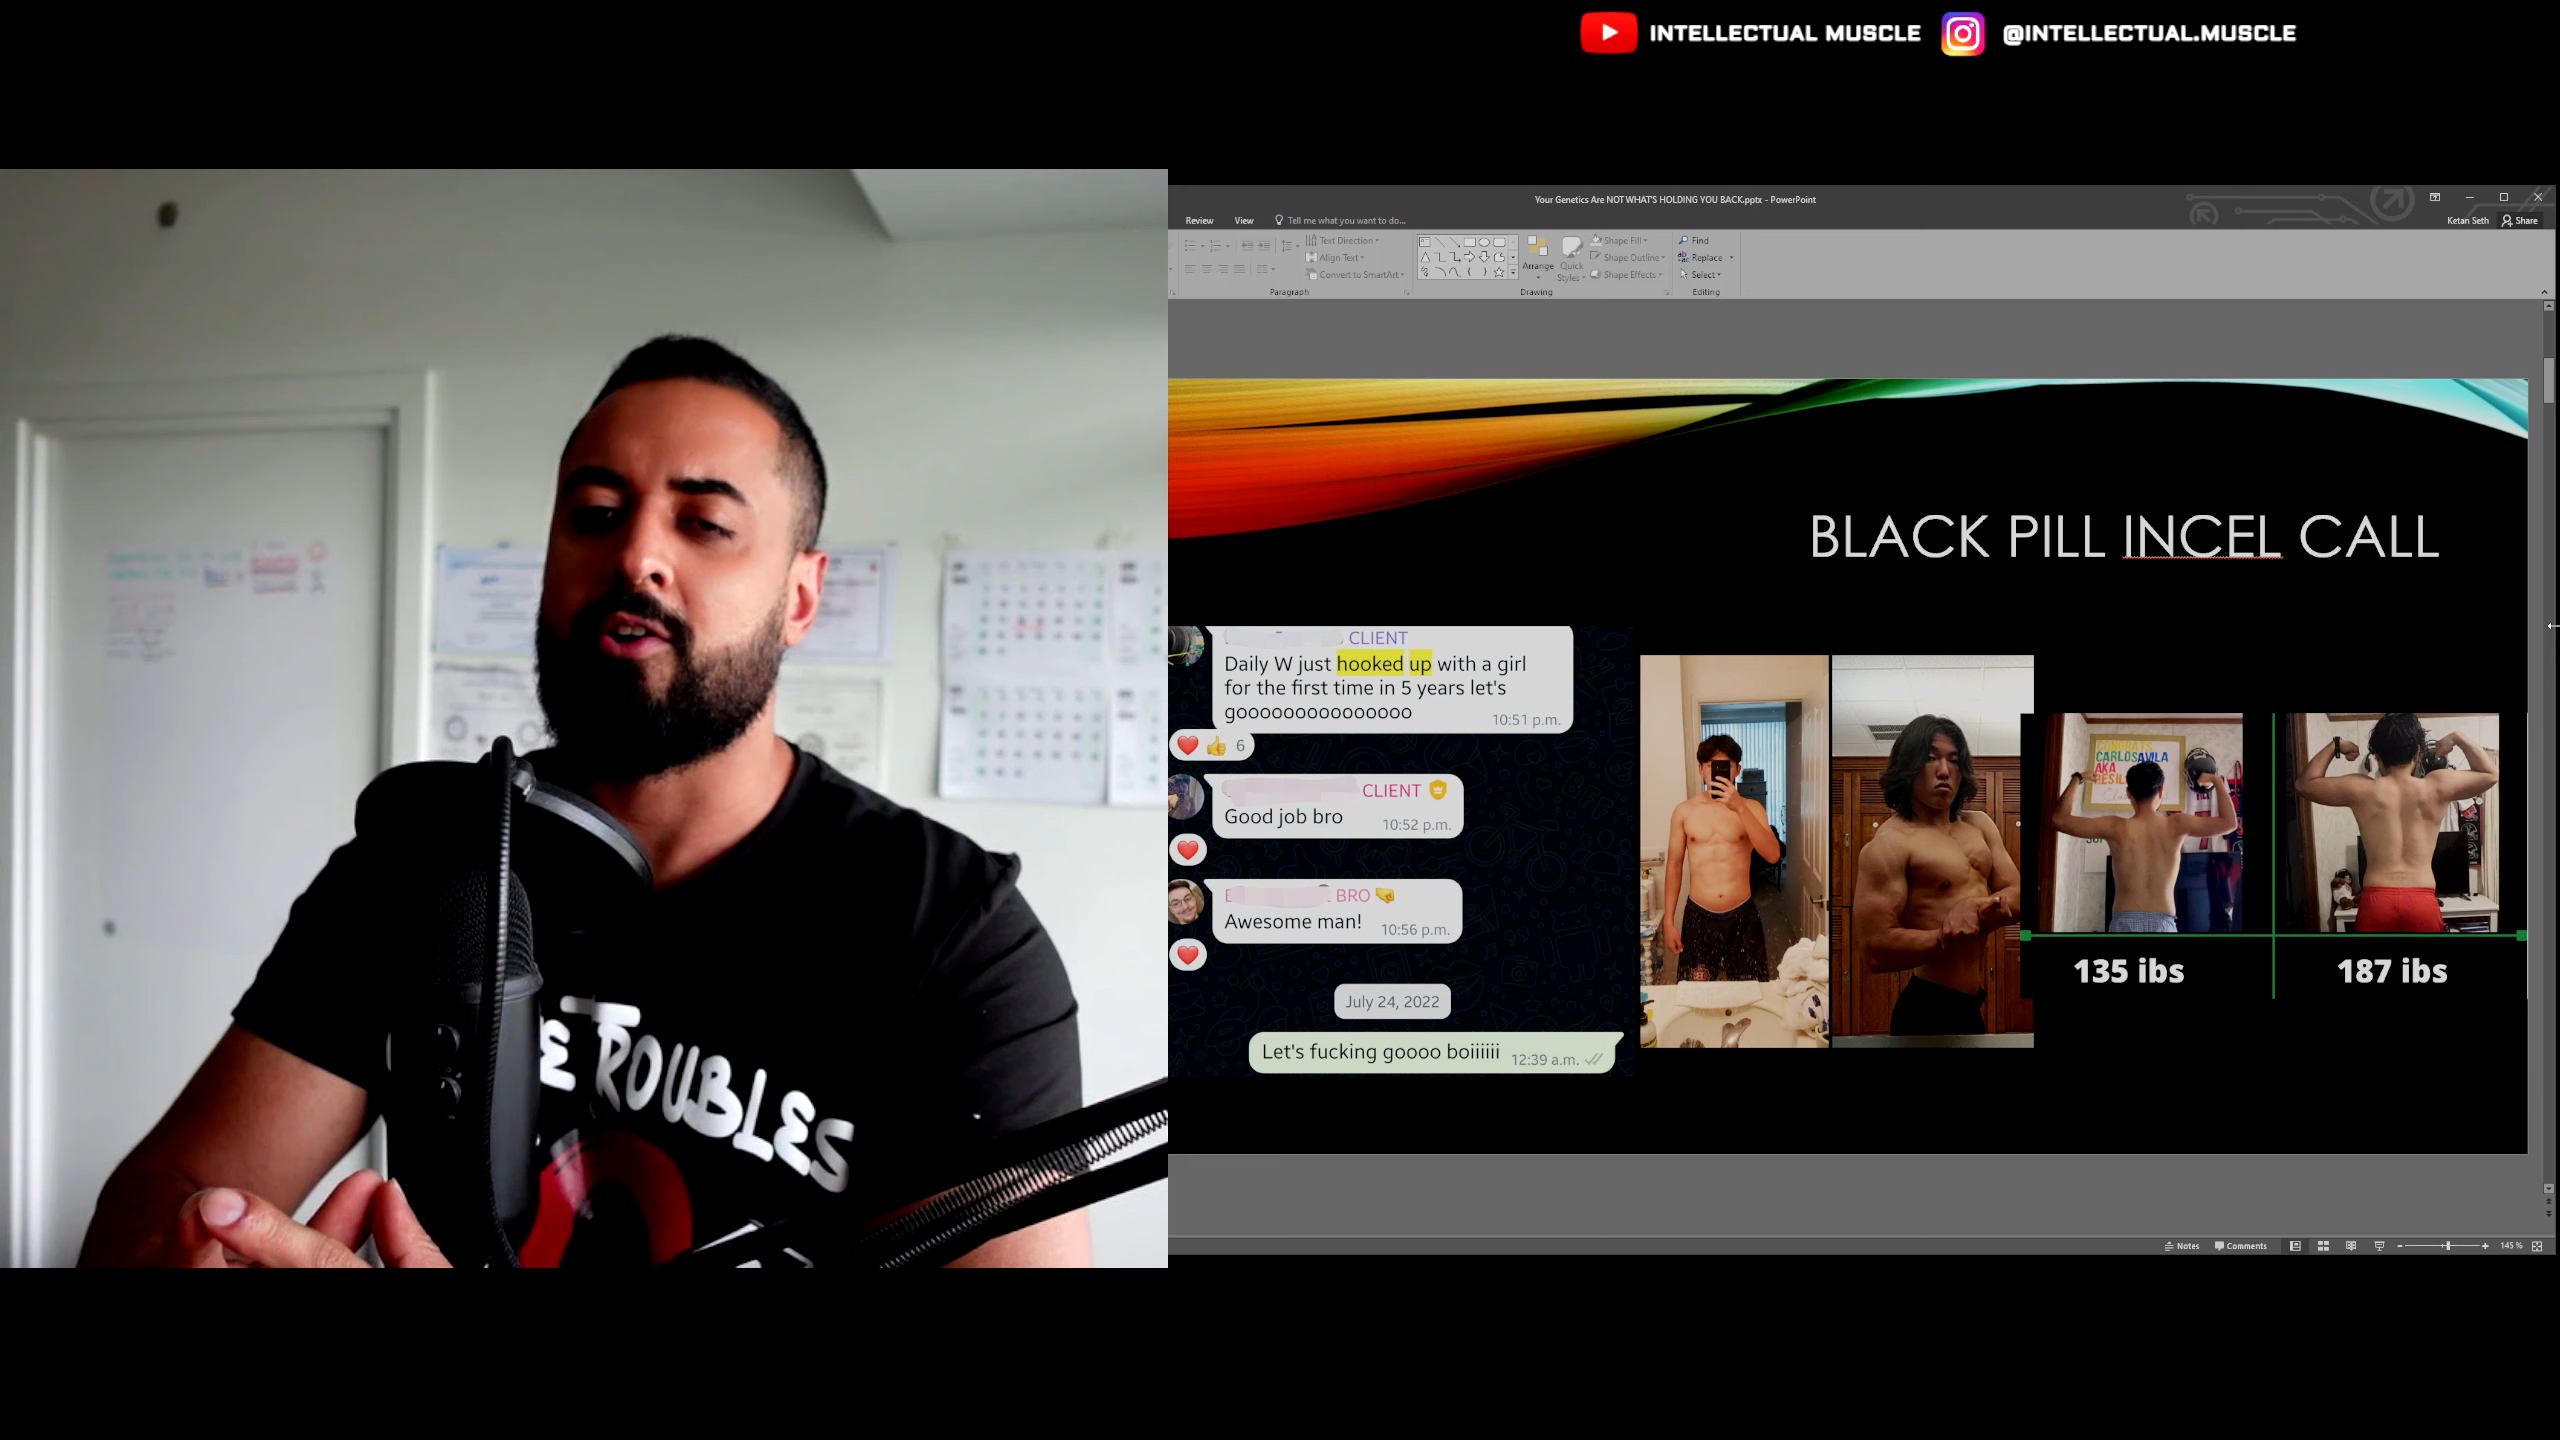 INTELLECTUAL MUSCLE @INTELLECTUAL.MUSCLE
Your Genetics Are NOT WHAT'S HOLDING YOU BACK.pptx - PowerPoint
Review View Tell me what you want to do...
Ketan Seth Share
Text Direction
Align Text
Convert to SmartArt
Paragraph
Arrange
Quick
Styles
Shape Fill
Shape Outline
Shape Effects
Drawing
Find
Replace
Select
Editing
BLACK PILL INCEL CALL
CLIENT
Daily W just hooked up with a girl
for the first time in 5 years let's
gooooooooooooooo
10:51 p.m.
6
CLIENT
Good job bro
10:52 p.m.
BRO
Awesome man!
10:56 p.m.
July 24, 2022
Let's fucking goooo boiiiiii
12:39 a.m.
CONGRATS
CARLOS AVILA
AKA
135 ibs
187 ibs
TROUBLES
Notes Comments 145 %